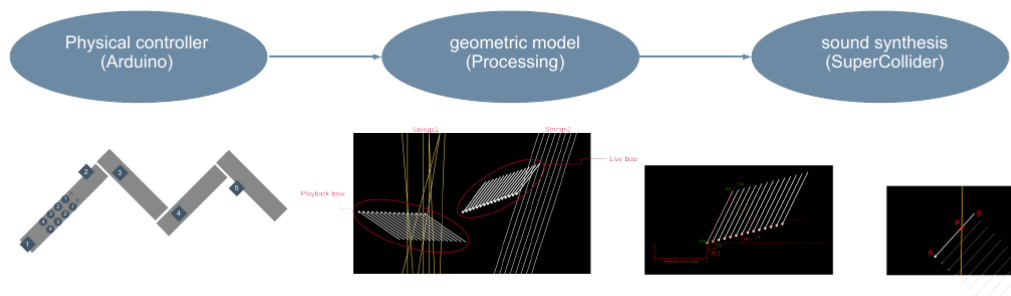 Physical controller
(Arduino)
geometric model
(Processing)
sound synthesis
(SuperCollider)
Strings1
Strings2
Live bow
Playback bow
2
3
5
4
1
A
B
P